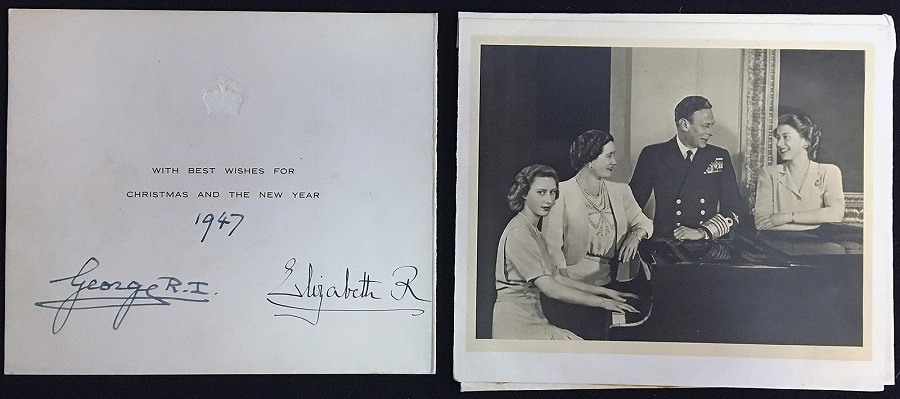 WITH BEST WISHES FOR
CHRISTMAS AND THE NEW YEAR
1947
George R.I.
Elizabeth R